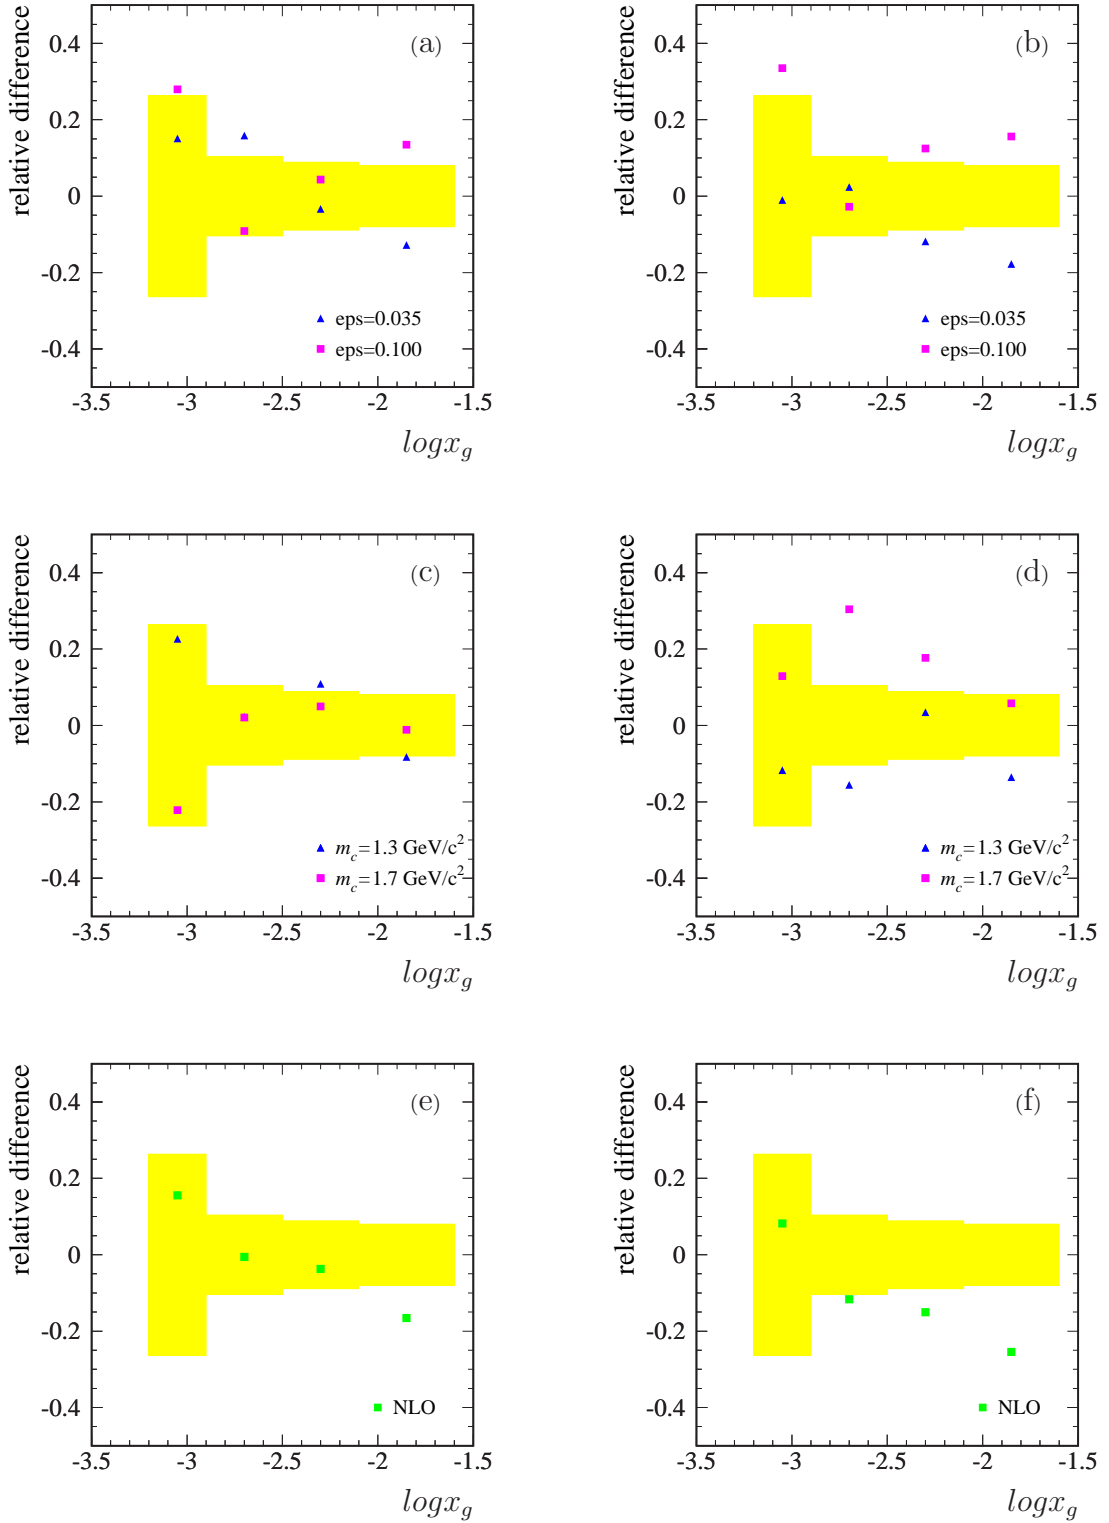 relative difference
(a)
0.4
0.2
0
-0.2
-0.4
eps=0.035
eps=0.100
-3.5 -3 -2.5 -2 -1.5
logx_g
relative difference
(b)
0.4
0.2
0
-0.2
-0.4
eps=0.035
eps=0.100
-3.5 -3 -2.5 -2 -1.5
logx_g
relative difference
(c)
0.4
0.2
0
-0.2
-0.4
m_c=1.3 GeV/c²
m_c=1.7 GeV/c²
-3.5 -3 -2.5 -2 -1.5
logx_g
relative difference
(d)
0.4
0.2
0
-0.2
-0.4
m_c=1.3 GeV/c²
m_c=1.7 GeV/c²
-3.5 -3 -2.5 -2 -1.5
logx_g
relative difference
(e)
0.4
0.2
0
-0.2
-0.4
NLO
-3.5 -3 -2.5 -2 -1.5
logx_g
relative difference
(f)
0.4
0.2
0
-0.2
-0.4
NLO
-3.5 -3 -2.5 -2 -1.5
logx_g